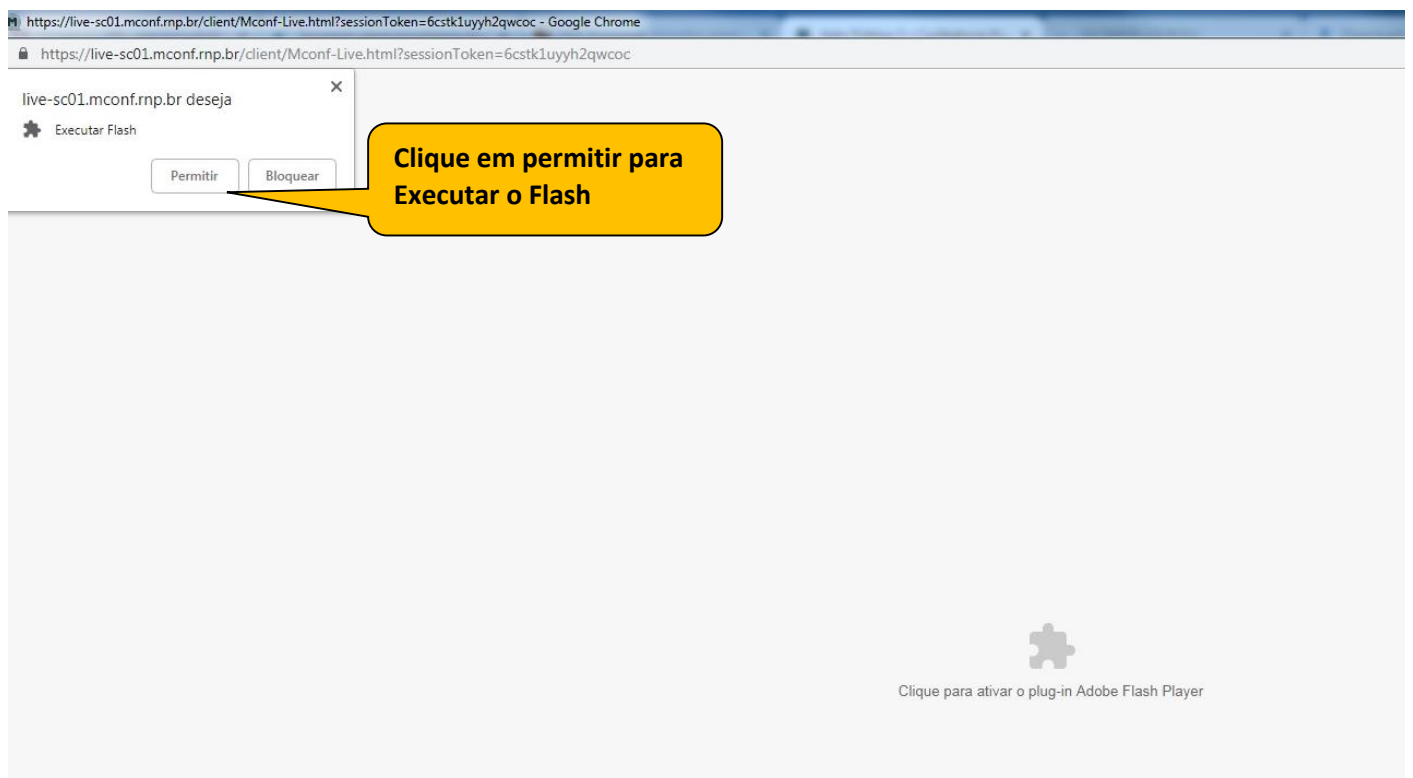 https://live-sc01.mconf.rnp.br/client/Mconf-Live.html?sessionToken=6cstk1uyyh2qwcoc - Google Chrome
https://live-sc01.mconf.rnp.br/client/Mconf-Live.html?sessionToken=6cstk1uyyh2qwcoc
live-sc01.mconf.rnp.br deseja
Executar Flash
Permitir
Bloquear
Clique em permitir para
Executar o Flash
Clique para ativar o plug-in Adobe Flash Player